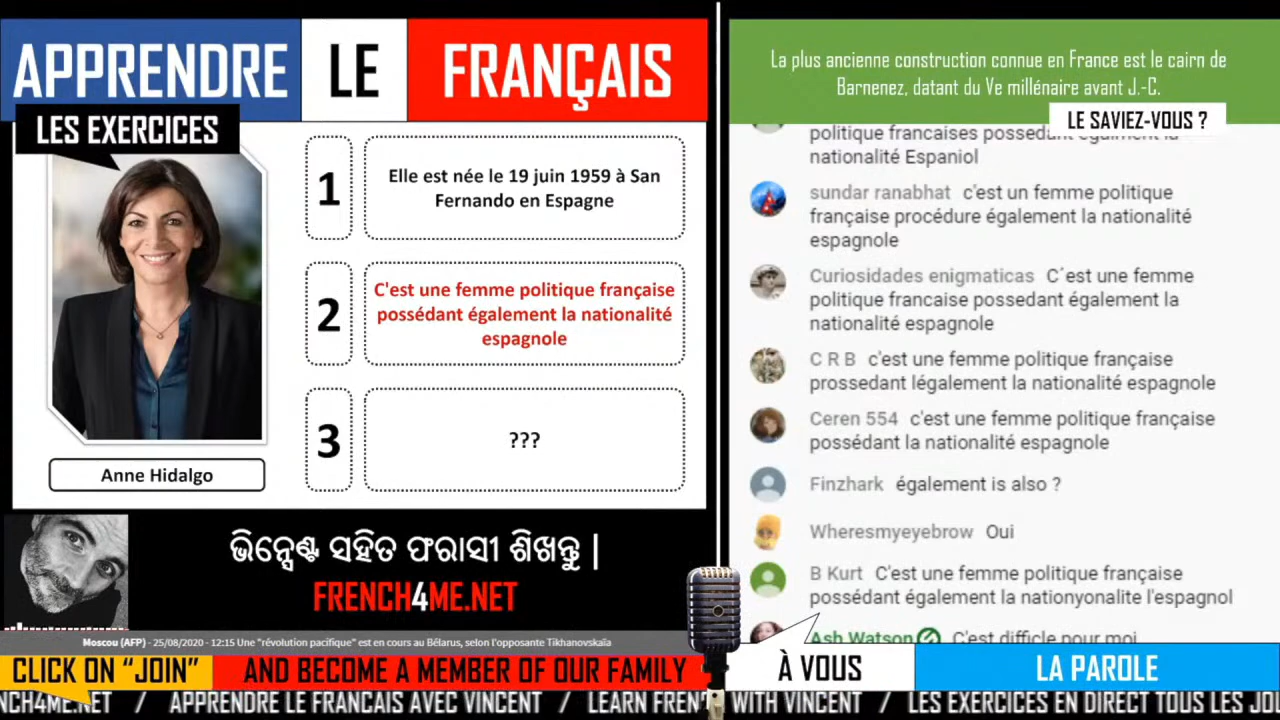 APPRENDRE LE FRANÇAIS
LES EXERCICES
1
Elle est née le 19 juin 1959 à San
Fernando en Espagne
2
C'est une femme politique française
possédant également la nationalité
espagnole
3
???
Anne Hidalgo
ଭିନ୍ସେଣ୍ଟ ସହିତ ଫରାସୀ ଶିଖନ୍ତୁ |
FRENCH4ME.NET
Moscou (AFP) - 25/08/2020 - 12:15 Une "révolution pacifique" est en cours au Bélarus, selon l'opposante Tikhanovskaïa
CLICK ON “JOIN” AND BECOME A MEMBER OF OUR FAMILY
La plus ancienne construction connue en France est le cairn de
Barnenez, datant du Ve millénaire avant J.-C.
LE SAVIEZ-VOUS ?
politique francaises possedant égalment la
nationalité Espaniol
sundar ranabhat c'est un femme politique
française procédure également la nationalité
espagnole
Curiosidades enigmaticas C´est une femme
politique francaise possedant également la
nationalité espagnole
C R B c'est une femme politique française
prossedant légalement la nationalité espagnole
Ceren 554 c'est une femme politique française
possédant la nationalité espagnole
Finzhark également is also ?
Wheresmyeyebrow Oui
B Kurt C'est une femme politique française
possédant également la nationyonalite l'espagnol
Ash Watson C'est difficle pour moi
À VOUS LA PAROLE
NCH4ME.NET / APPRENDRE LE FRANCAIS AVEC VINCENT / LEARN FREN WITH VINCENT / LES EXERCICES EN DIRECT TOUS LES JOU